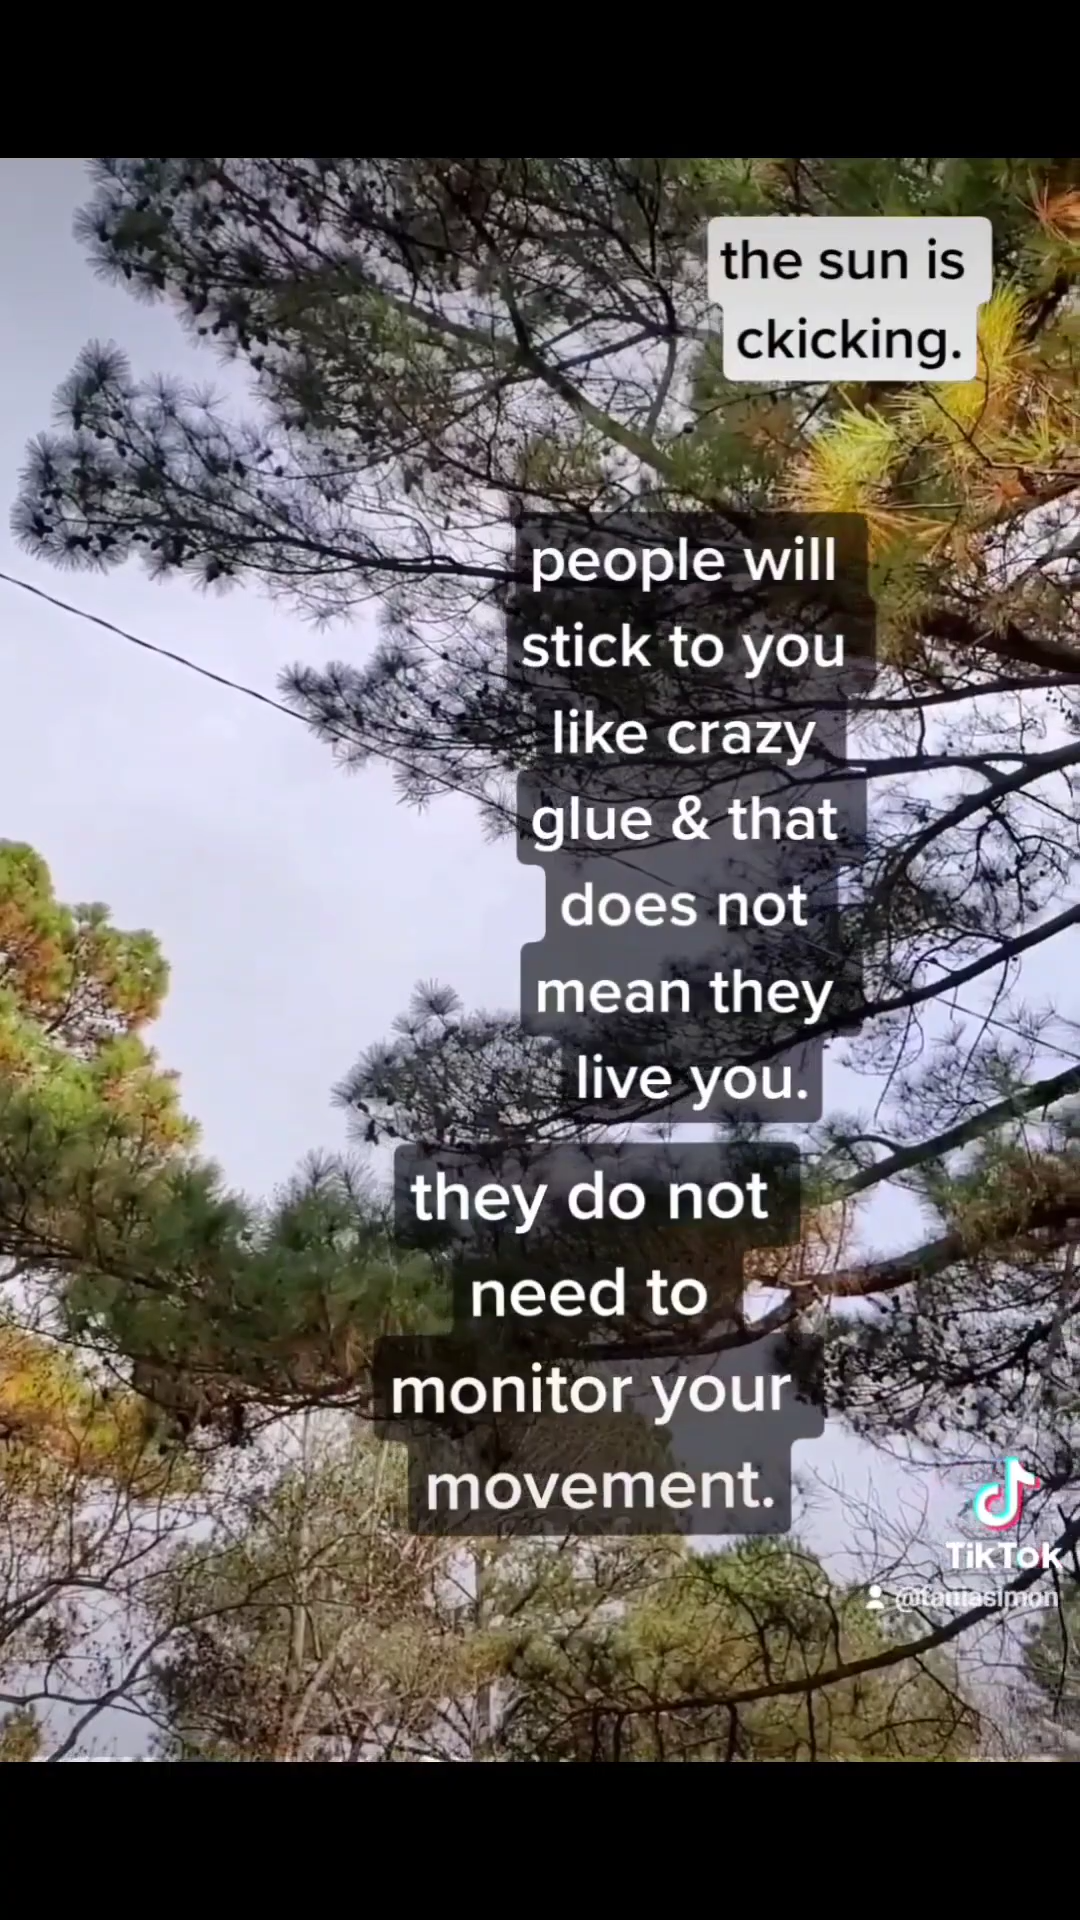 the sun is
ckicking.
people will
stick to you
like crazy
glue & that
does not
mean they
live you.
they do not
need to
monitor your
movement.
TikTok
@taniasimon